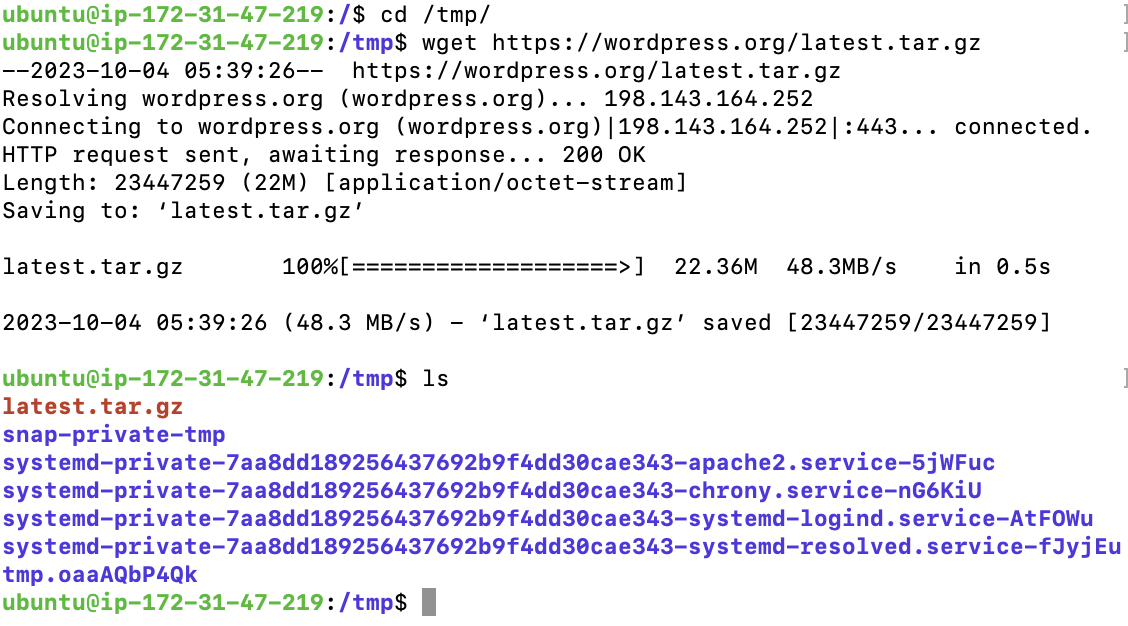 ubuntu@ip-172-31-47-219:/$ cd /tmp/ ]
ubuntu@ip-172-31-47-219:/tmp$ wget https://wordpress.org/latest.tar.gz ]
--2023-10-04 05:39:26--  https://wordpress.org/latest.tar.gz
Resolving wordpress.org (wordpress.org)... 198.143.164.252
Connecting to wordpress.org (wordpress.org)|198.143.164.252|:443... connected.
HTTP request sent, awaiting response... 200 OK
Length: 23447259 (22M) [application/octet-stream]
Saving to: ‘latest.tar.gz’
latest.tar.gz       100%[===================>]  22.36M  48.3MB/s    in 0.5s
2023-10-04 05:39:26 (48.3 MB/s) - ‘latest.tar.gz’ saved [23447259/23447259]
ubuntu@ip-172-31-47-219:/tmp$ ls ]
latest.tar.gz
snap-private-tmp
systemd-private-7aa8dd189256437692b9f4dd30cae343-apache2.service-5jWFuc
systemd-private-7aa8dd189256437692b9f4dd30cae343-chrony.service-nG6KiU
systemd-private-7aa8dd189256437692b9f4dd30cae343-systemd-logind.service-AtFOWu
systemd-private-7aa8dd189256437692b9f4dd30cae343-systemd-resolved.service-fJyjEu
tmp.oaaAQbP4Qk
ubuntu@ip-172-31-47-219:/tmp$